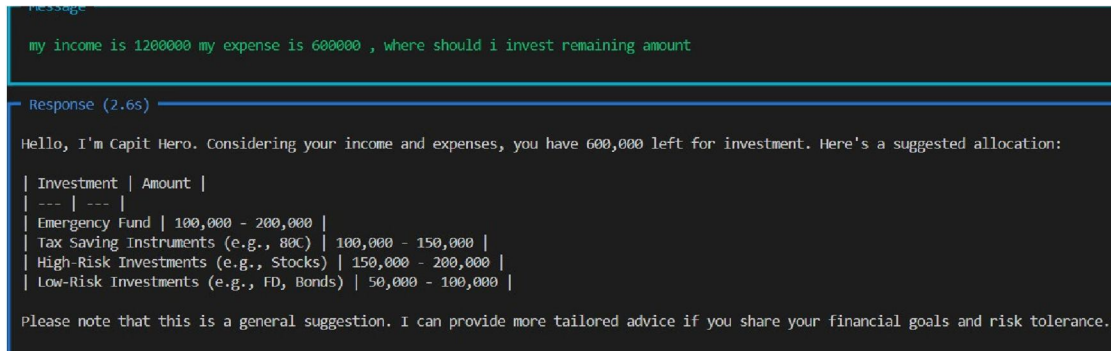 Message
my income is 1200000 my expense is 600000 , where should i invest remaining amount
Response (2.6s)
Hello, I'm Capit Hero. Considering your income and expenses, you have 600,000 left for investment. Here's a suggested allocation:
| Investment | Amount |
| --- | --- |
| Emergency Fund | 100,000 - 200,000 |
| Tax Saving Instruments (e.g., 80C) | 100,000 - 150,000 |
| High-Risk Investments (e.g., Stocks) | 150,000 - 200,000 |
| Low-Risk Investments (e.g., FD, Bonds) | 50,000 - 100,000 |
Please note that this is a general suggestion. I can provide more tailored advice if you share your financial goals and risk tolerance.